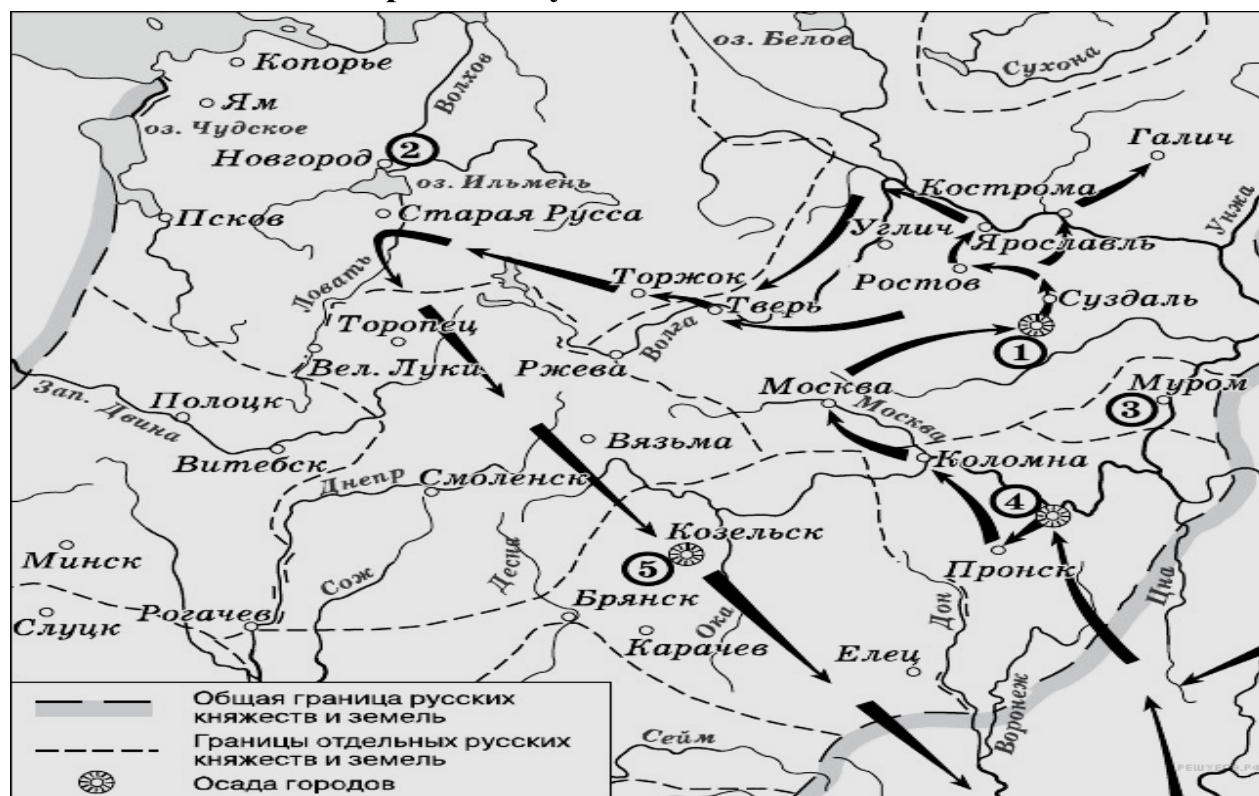 оз. Белое
Сухона
Копорье
Волхов
Ям
оз. Чудское
Галич
Новгород
2
оз. Ильмень
Кострома
Унжа
Псков
Старая Русса
Углич
Ярославль
Ловать
Торжок
Ростов
Тверь
Суздаль
Торопец
Волга
1
Вел. Луки
Ржева
Москва
Муром
Зап. Двина
Полоцк
Москва
3
Вязьма
Витебск
Коломна
Днепр
Смоленск
4
Козельск
Минск
5
Пронск
Сож
Десна
Цна
Брянск
Дон
Слуцк
Рогачев
Ока
Карачев
Елец
Воронеж
Сейм
Общая граница русских
княжеств и земель
Границы отдельных русских
княжеств и земель
Осада городов
РЕШУЕГЭ.РФ